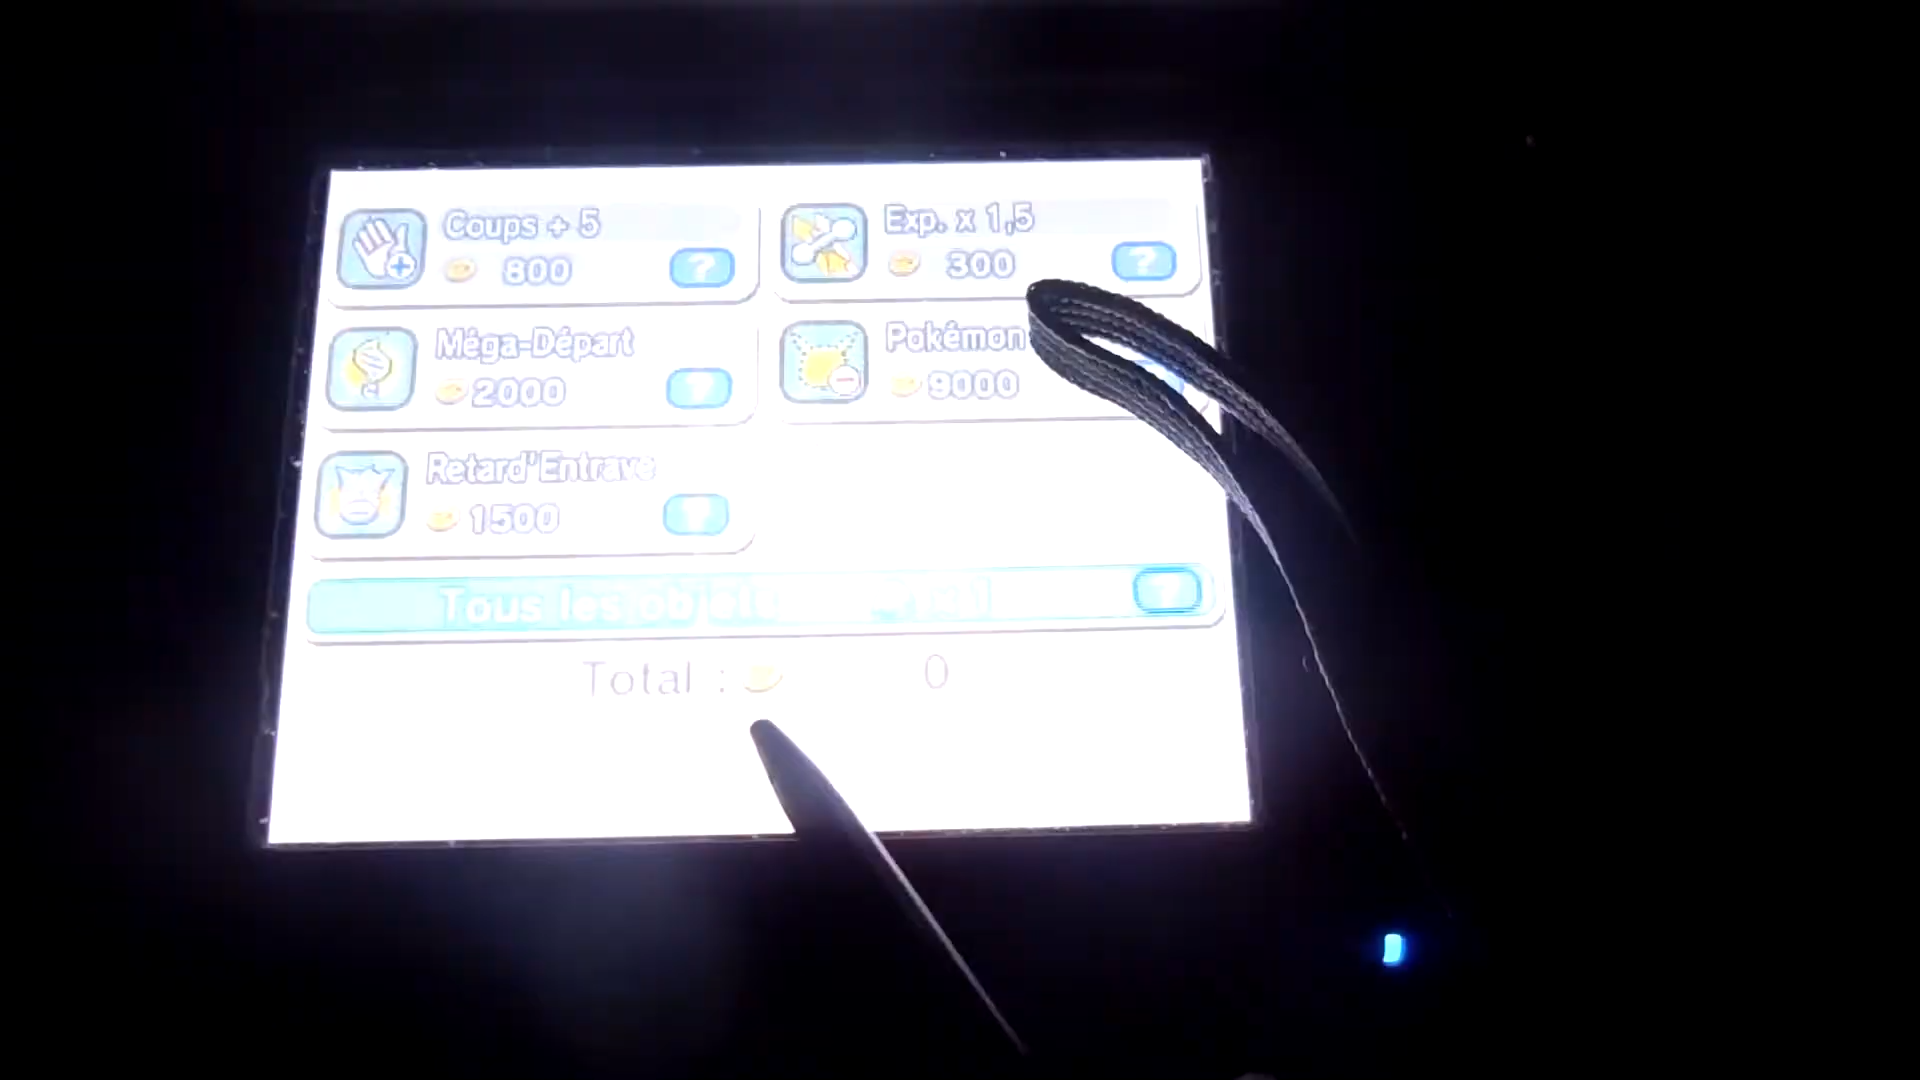 Coups + 5
800
?
Exp. x 1,5
300
?
Méga-Départ
2000
?
Pokémon
9000
Retard'Entrave
1500
?
Tous les objets
?
Total :
0